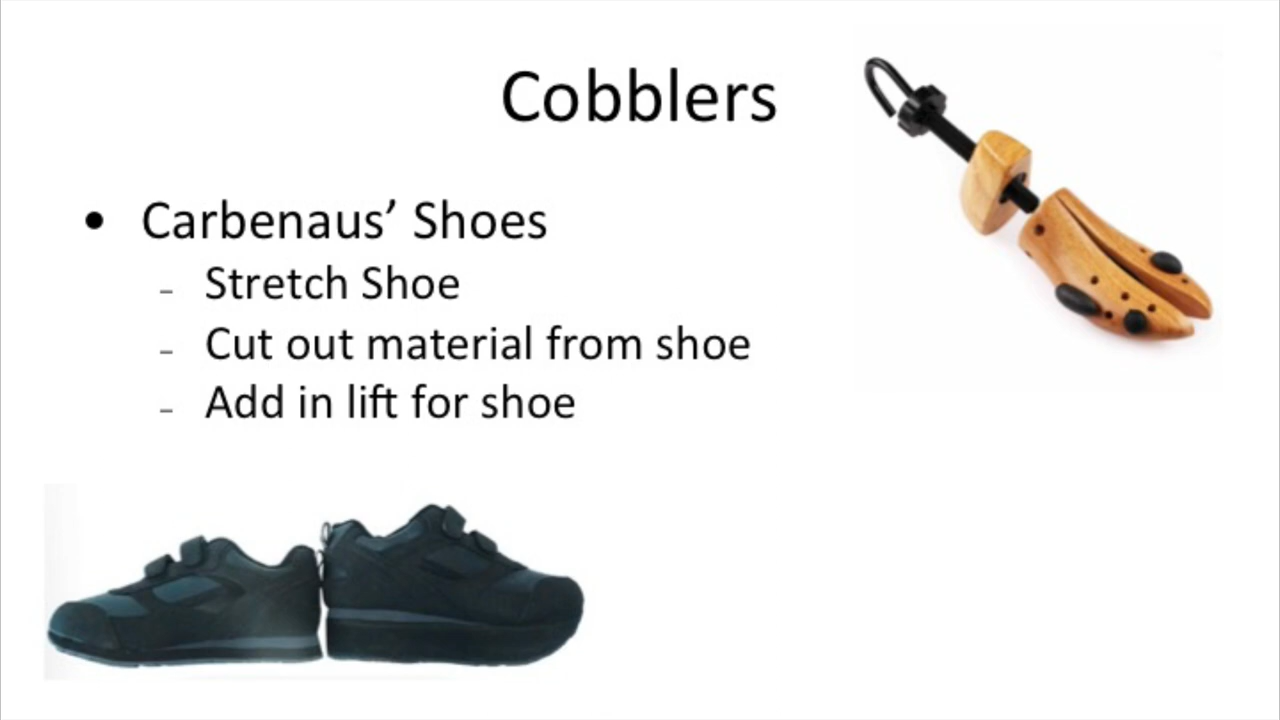 Cobblers
• Carbenaus’ Shoes
– Stretch Shoe
– Cut out material from shoe
– Add in lift for shoe